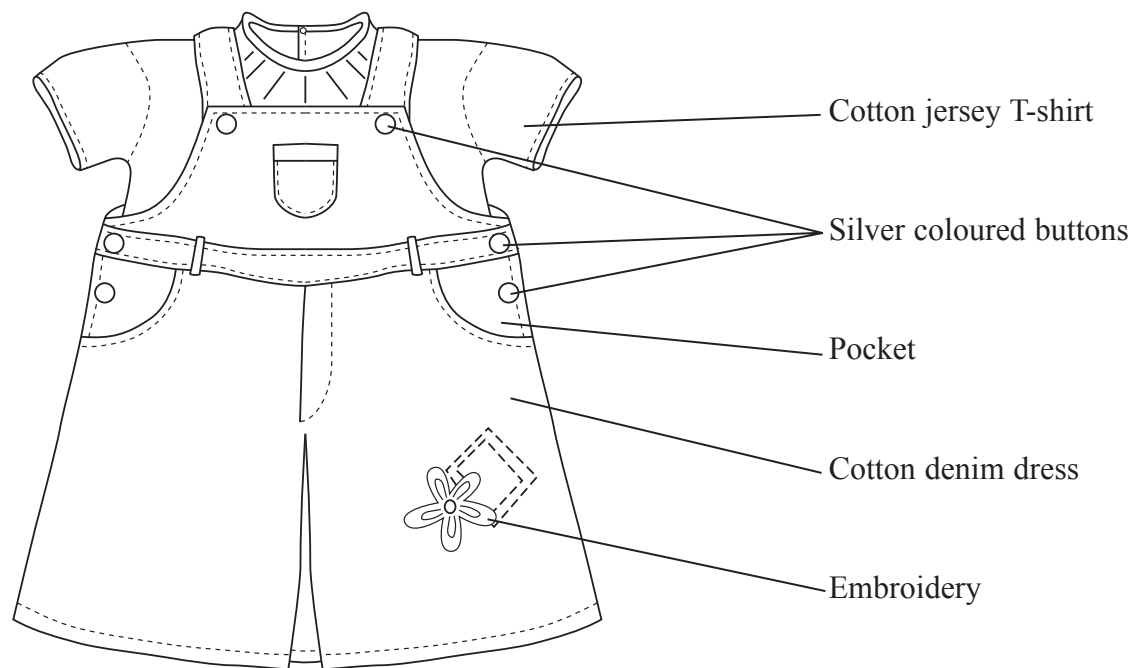 Cotton jersey T-shirt
Silver coloured buttons
Pocket
Cotton denim dress
Embroidery